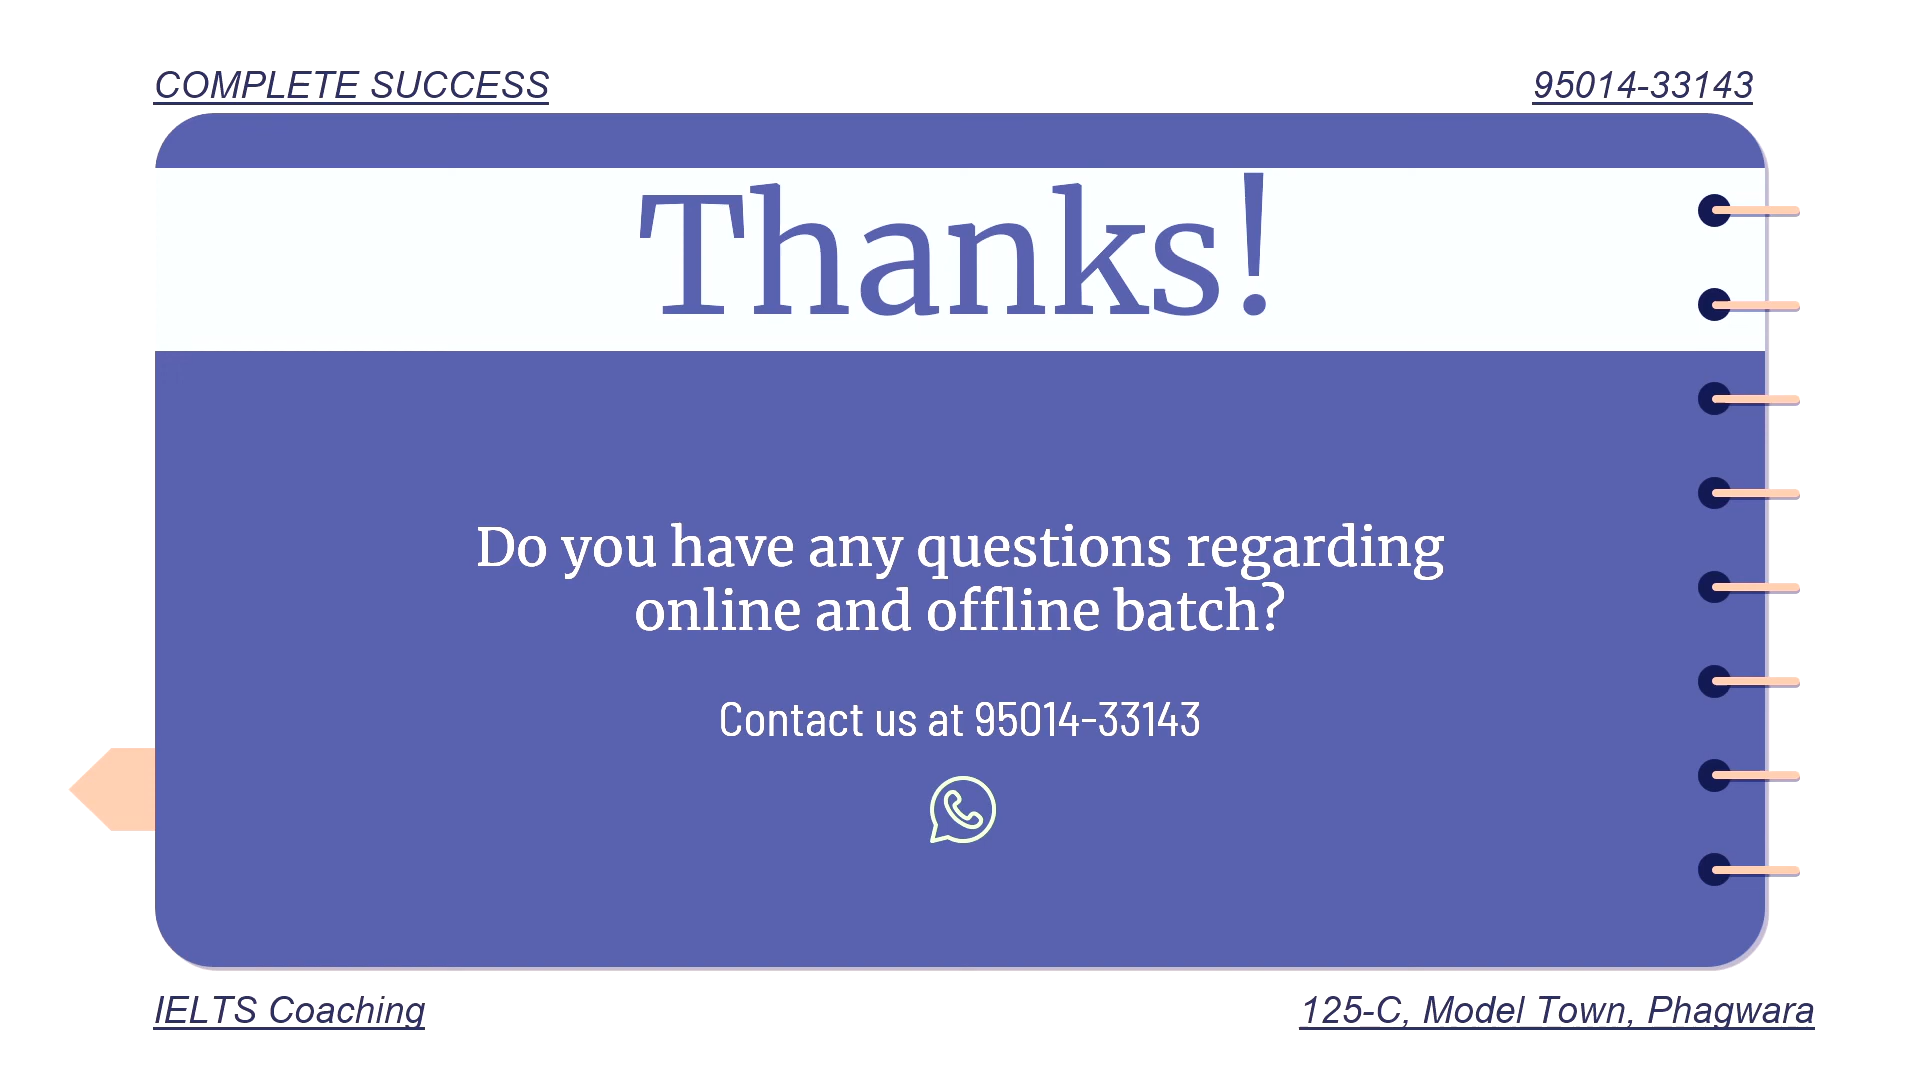 COMPLETE SUCCESS
95014-33143
Thanks!
Do you have any questions regarding
online and offline batch?
Contact us at 95014-33143
IELTS Coaching
125-C, Model Town, Phagwara